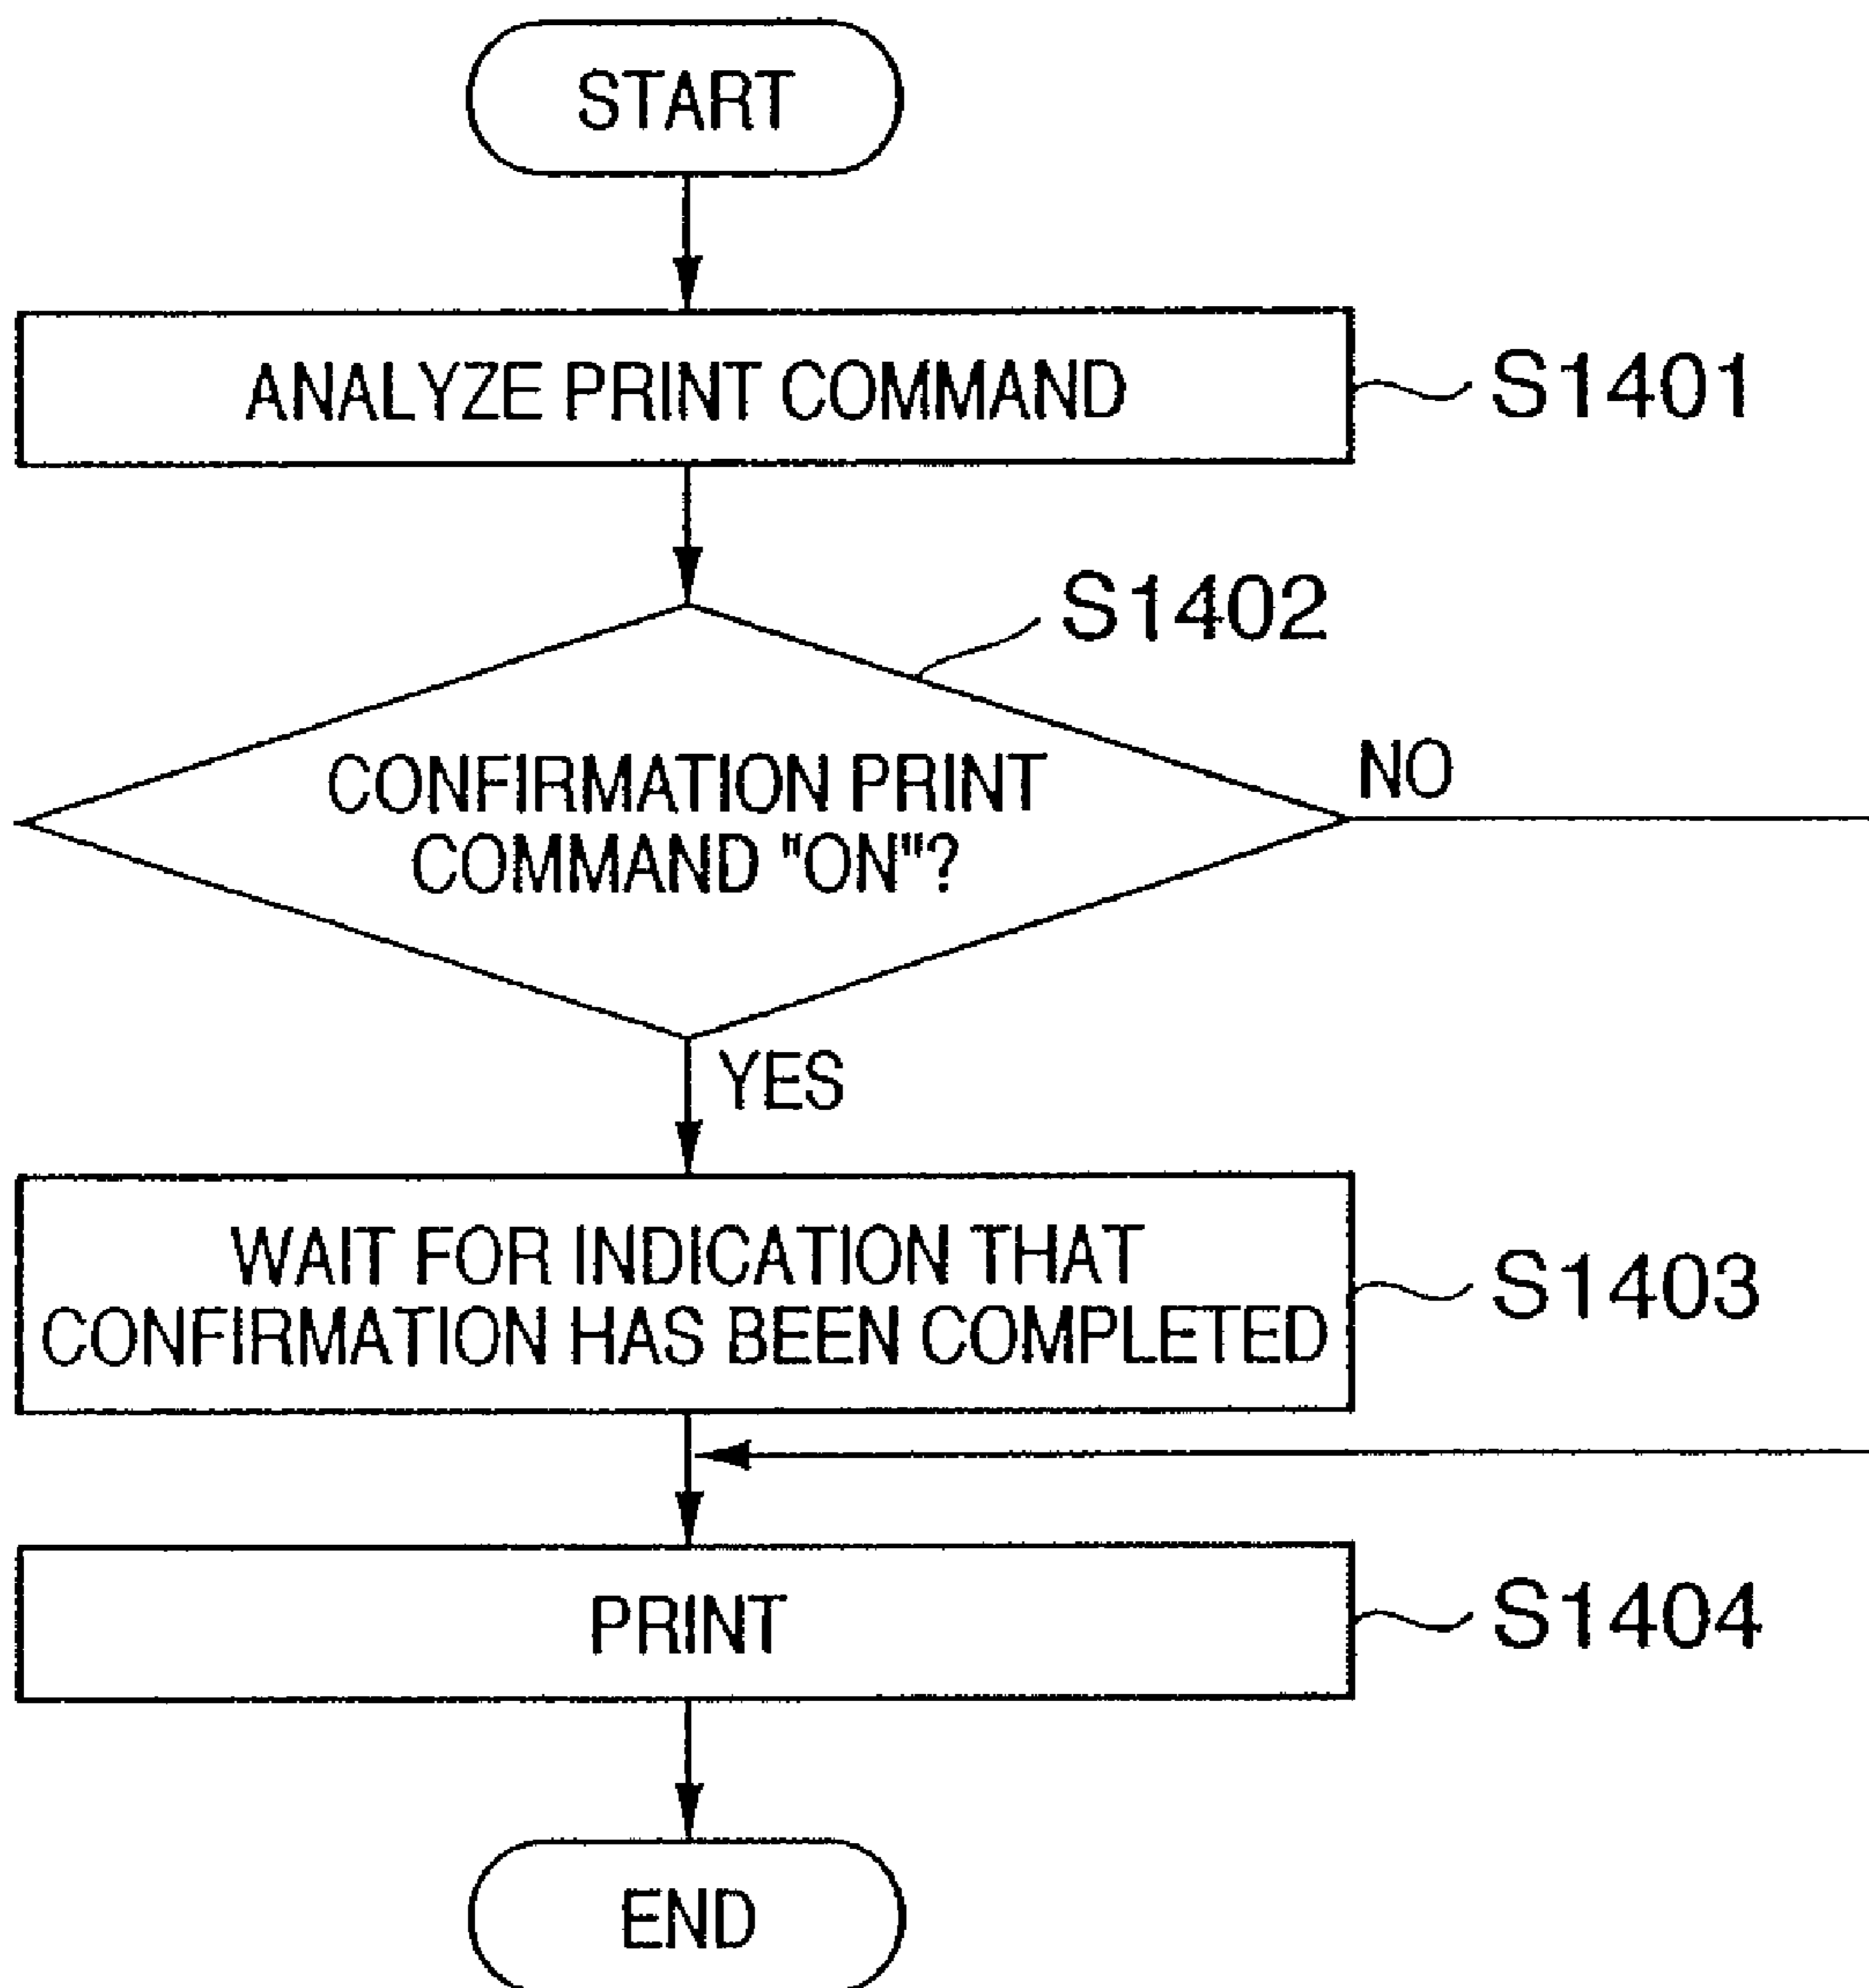 START
ANALYZE PRINT COMMAND
S1401
S1402
CONFIRMATION PRINT
COMMAND "ON"?
NO
YES
WAIT FOR INDICATION THAT
CONFIRMATION HAS BEEN COMPLETED
S1403
PRINT
S1404
END